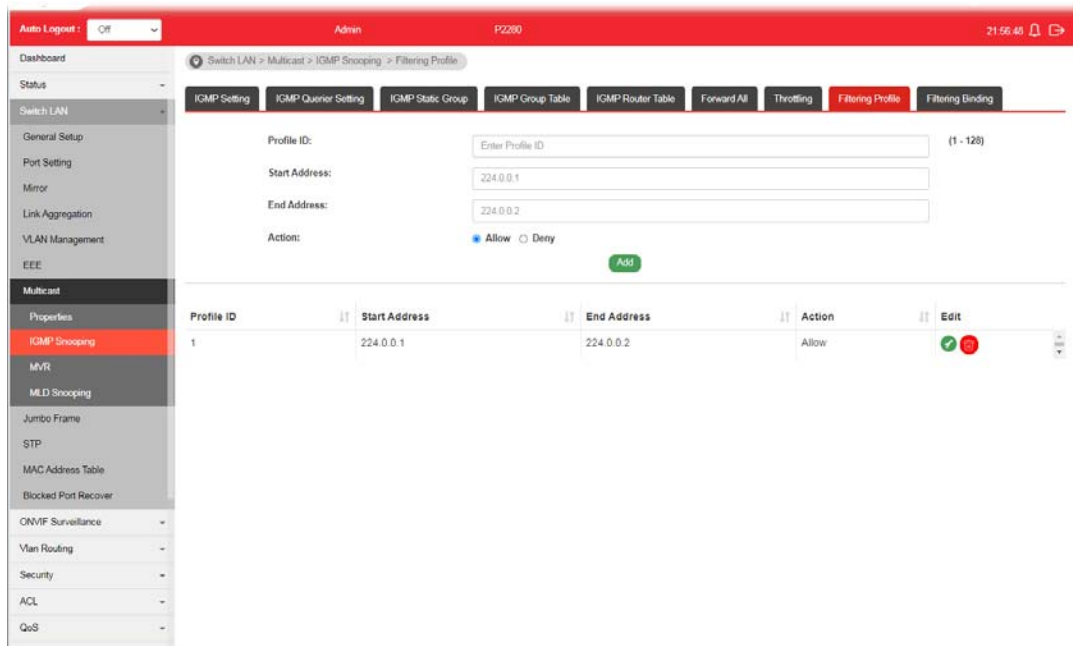 Auto Logout : Off Admin P2280 21:56:48
Dashboard
Status
Switch LAN
General Setup
Port Setting
Mirror
Link Aggregation
VLAN Management
EEE
Multicast
Properties
IGMP Snooping
MVR
MLD Snooping
Jumbo Frame
STP
MAC Address Table
Blocked Port Recover
ONVIF Surveillance
Vlan Routing
Security
ACL
QoS
Switch LAN > Multicast > IGMP Snooping > Filtering Profile
IGMP Setting IGMP Querier Setting IGMP Static Group IGMP Group Table IGMP Router Table Forward All Throttling Filtering Profile Filtering Binding
Profile ID: Enter Profile ID (1 - 128)
Start Address: 224.0.0.1
End Address: 224.0.0.2
Action: Allow Deny
Add
Profile ID Start Address End Address Action Edit
1 224.0.0.1 224.0.0.2 Allow